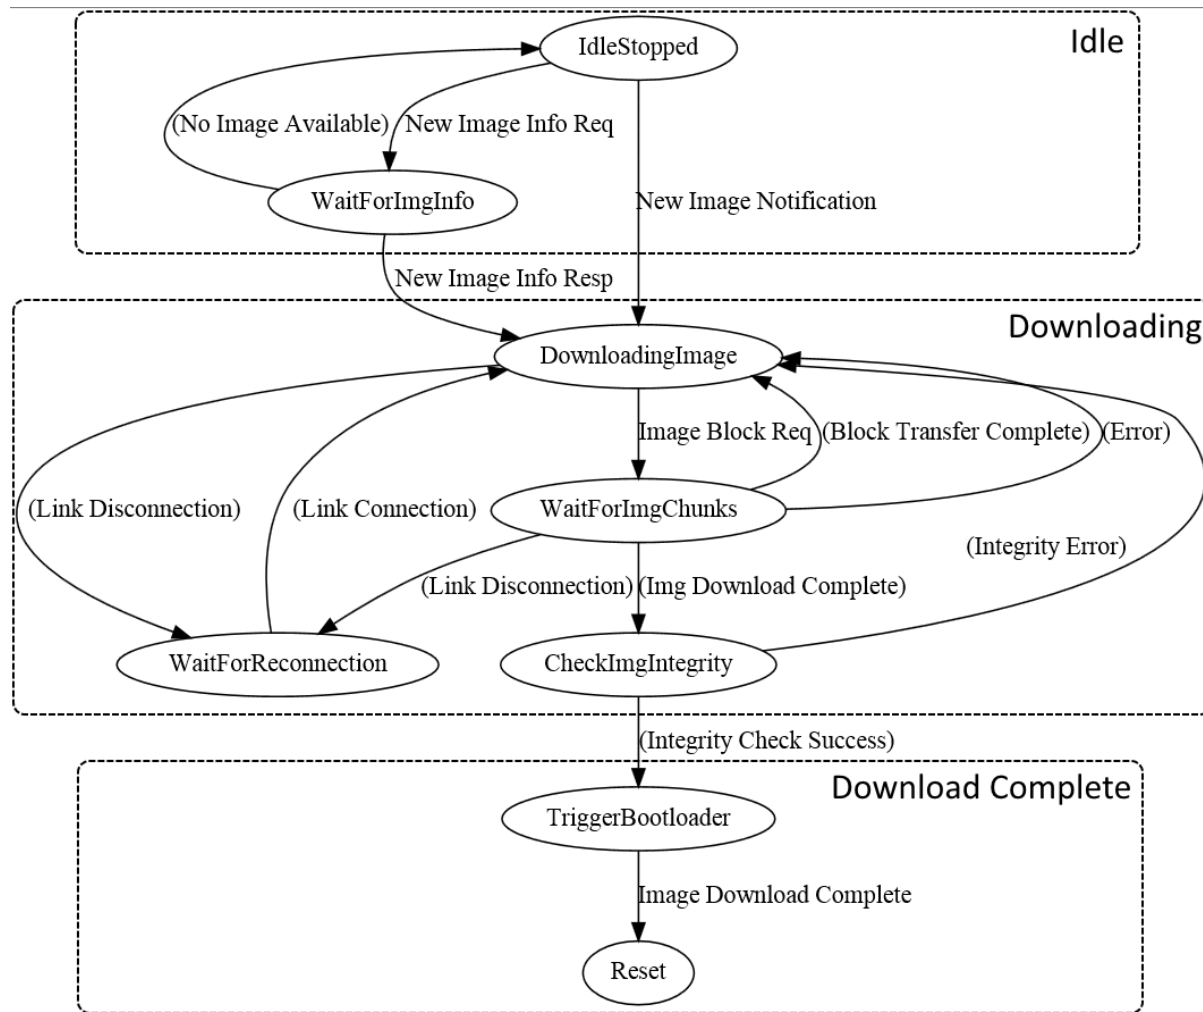 IdleStopped
Idle
(No Image Available)
New Image Info Req
WaitForImgInfo
New Image Notification
New Image Info Resp
Downloading
DownloadingImage
Image Block Req
(Block Transfer Complete)
(Error)
(Link Disconnection)
(Link Connection)
WaitForImgChunks
(Integrity Error)
(Link Disconnection)
(Img Download Complete)
WaitForReconnection
CheckImgIntegrity
(Integrity Check Success)
Download Complete
TriggerBootloader
Image Download Complete
Reset